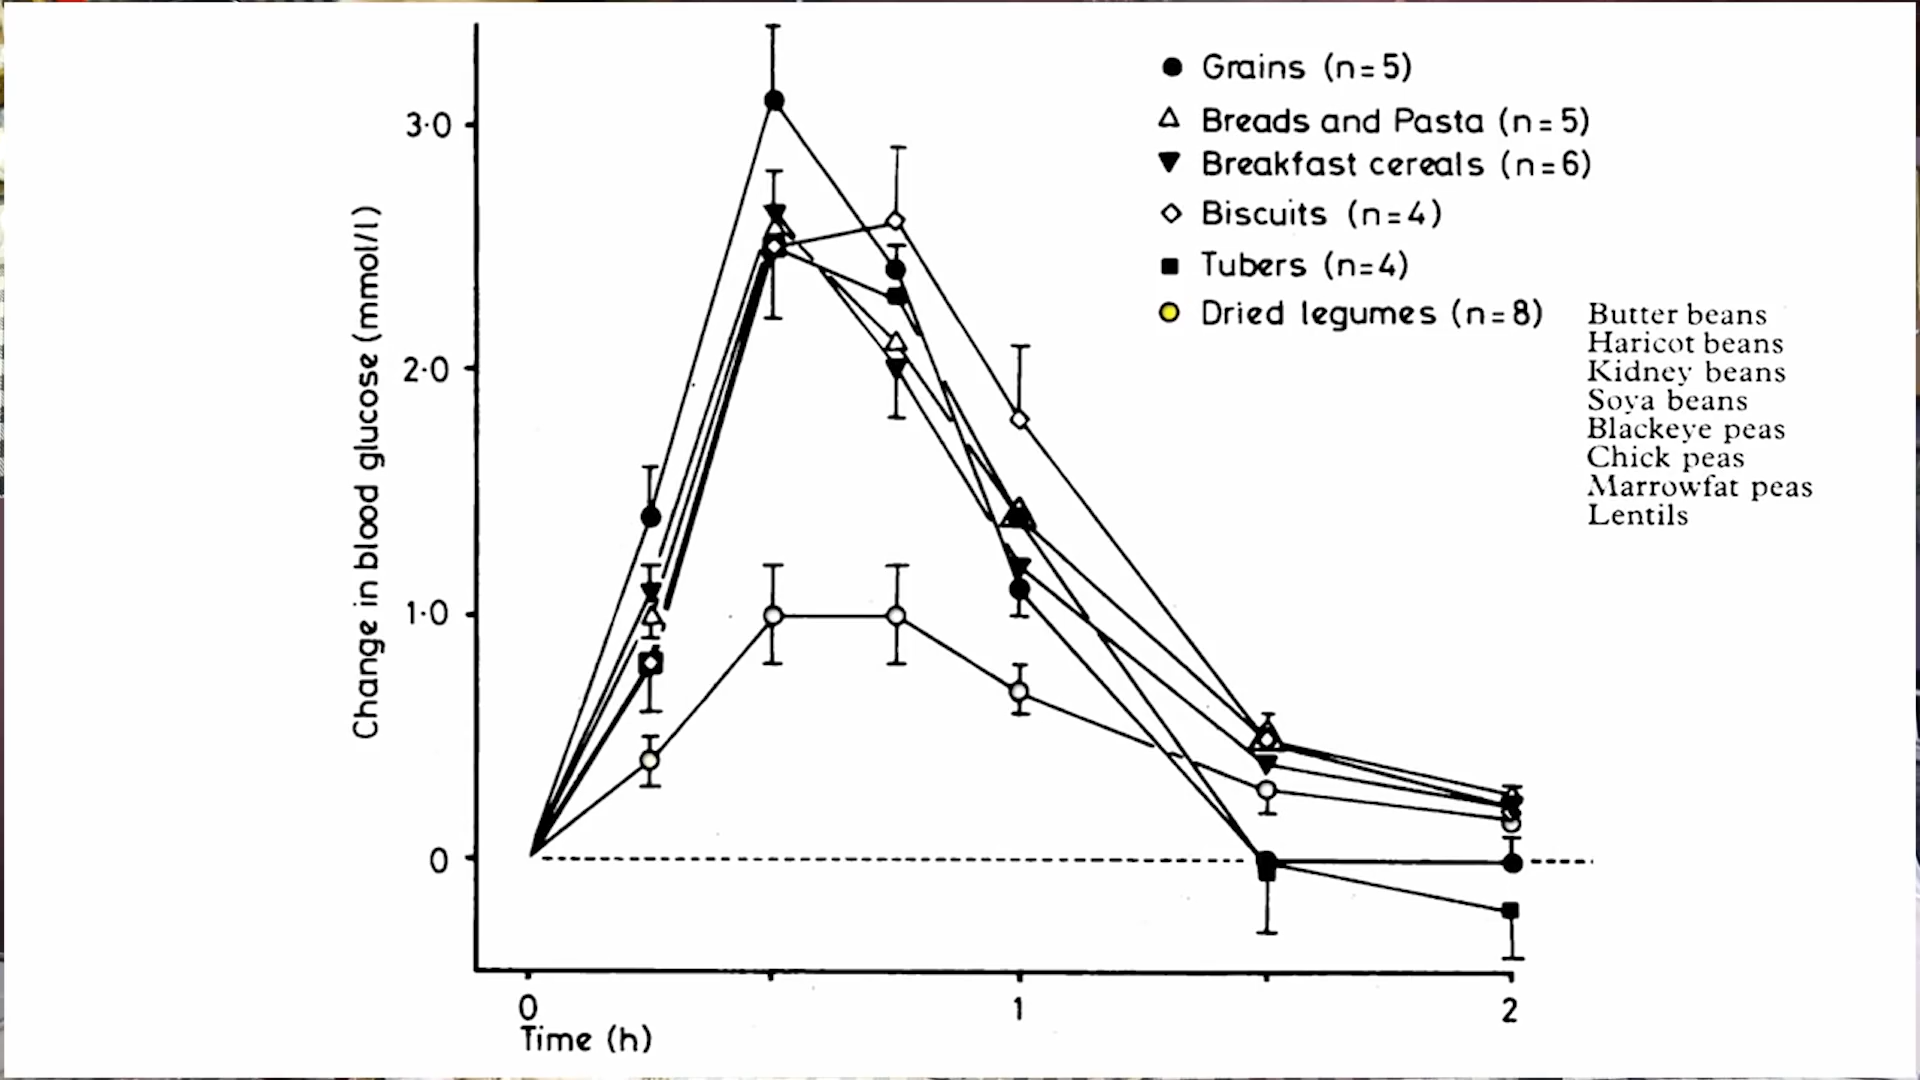 Grains (n=5)
Breads and Pasta (n=5)
Breakfast cereals (n=6)
Biscuits (n=4)
Tubers (n=4)
Dried legumes (n=8)
Butter beans
Haricot beans
Kidney beans
Soya beans
Blackeye peas
Chick peas
Marrowfat peas
Lentils
Change in blood glucose (mmol/l)
3·0
2·0
1·0
0
0
1
2
Time (h)